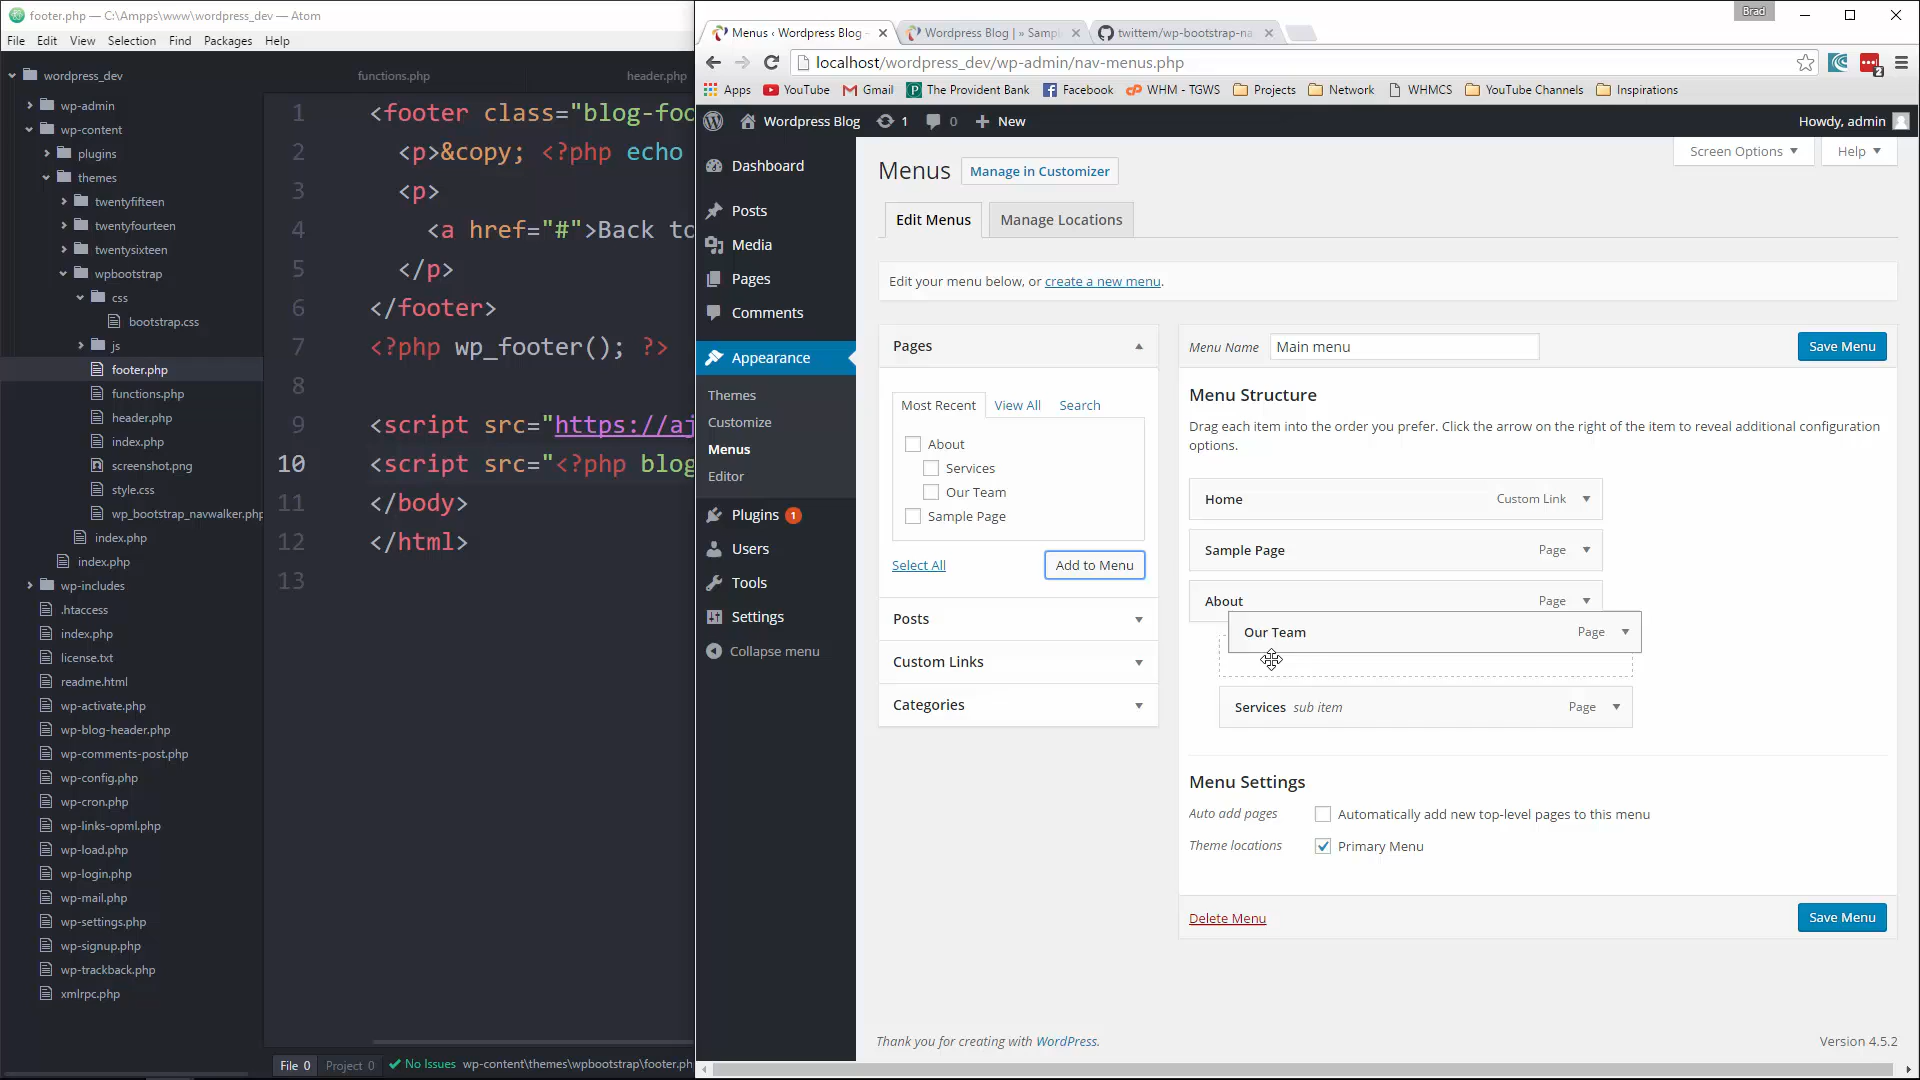 footer.php — C:\Ampps\www\wordpress_dev — Atom
File Edit View Selection Find Packages Help
wordpress_dev
wp-admin
wp-content
plugins
themes
twentyfifteen
twentyfourteen
twentysixteen
wpbootstrap
css
bootstrap.css
js
footer.php
functions.php
header.php
index.php
screenshot.png
style.css
wp_bootstrap_navwalker.php
index.php
index.php
wp-includes
.htaccess
index.php
license.txt
readme.html
wp-activate.php
wp-blog-header.php
wp-comments-post.php
wp-config.php
wp-cron.php
wp-links-opml.php
wp-load.php
wp-login.php
wp-mail.php
wp-settings.php
wp-signup.php
wp-trackback.php
xmlrpc.php
functions.php header.php
1 <footer class="blog-foo
2 <p>&copy; <?php echo
3 <p>
4 <a href="#">Back to
5 </p>
6 </footer>
7 <?php wp_footer(); ?>
8
9 <script src="https://aj
10 <script src="<?php blog
11 </body>
12 </html>
13
File 0 Project 0 No Issues wp-content\themes\wpbootstrap\footer.ph
Brad
Menus ‹ Wordpress Blog – Wordpress Blog | » Samp twittem/wp-bootstrap-na
localhost/wordpress_dev/wp-admin/nav-menus.php
2
Apps YouTube Gmail The Provident Bank Facebook WHM - TGWS Projects Network WHMCS YouTube Channels Inspirations
Wordpress Blog 1 0 New Howdy, admin
Dashboard
Posts
Media
Pages
Comments
Appearance
Themes
Customize
Menus
Editor
Plugins 1
Users
Tools
Settings
Collapse menu
Screen Options Help
Menus Manage in Customizer
Edit Menus Manage Locations
Edit your menu below, or create a new menu.
Pages
Most Recent View All Search
About
Services
Our Team
Sample Page
Select All Add to Menu
Posts
Custom Links
Categories
Menu Name Main menu Save Menu
Menu Structure
Drag each item into the order you prefer. Click the arrow on the right of the item to reveal additional configuration
options.
Home Custom Link
Sample Page Page
About Page
Our Team Page
Services sub item Page
Menu Settings
Auto add pages Automatically add new top-level pages to this menu
Theme locations Primary Menu
Delete Menu Save Menu
Thank you for creating with WordPress. Version 4.5.2